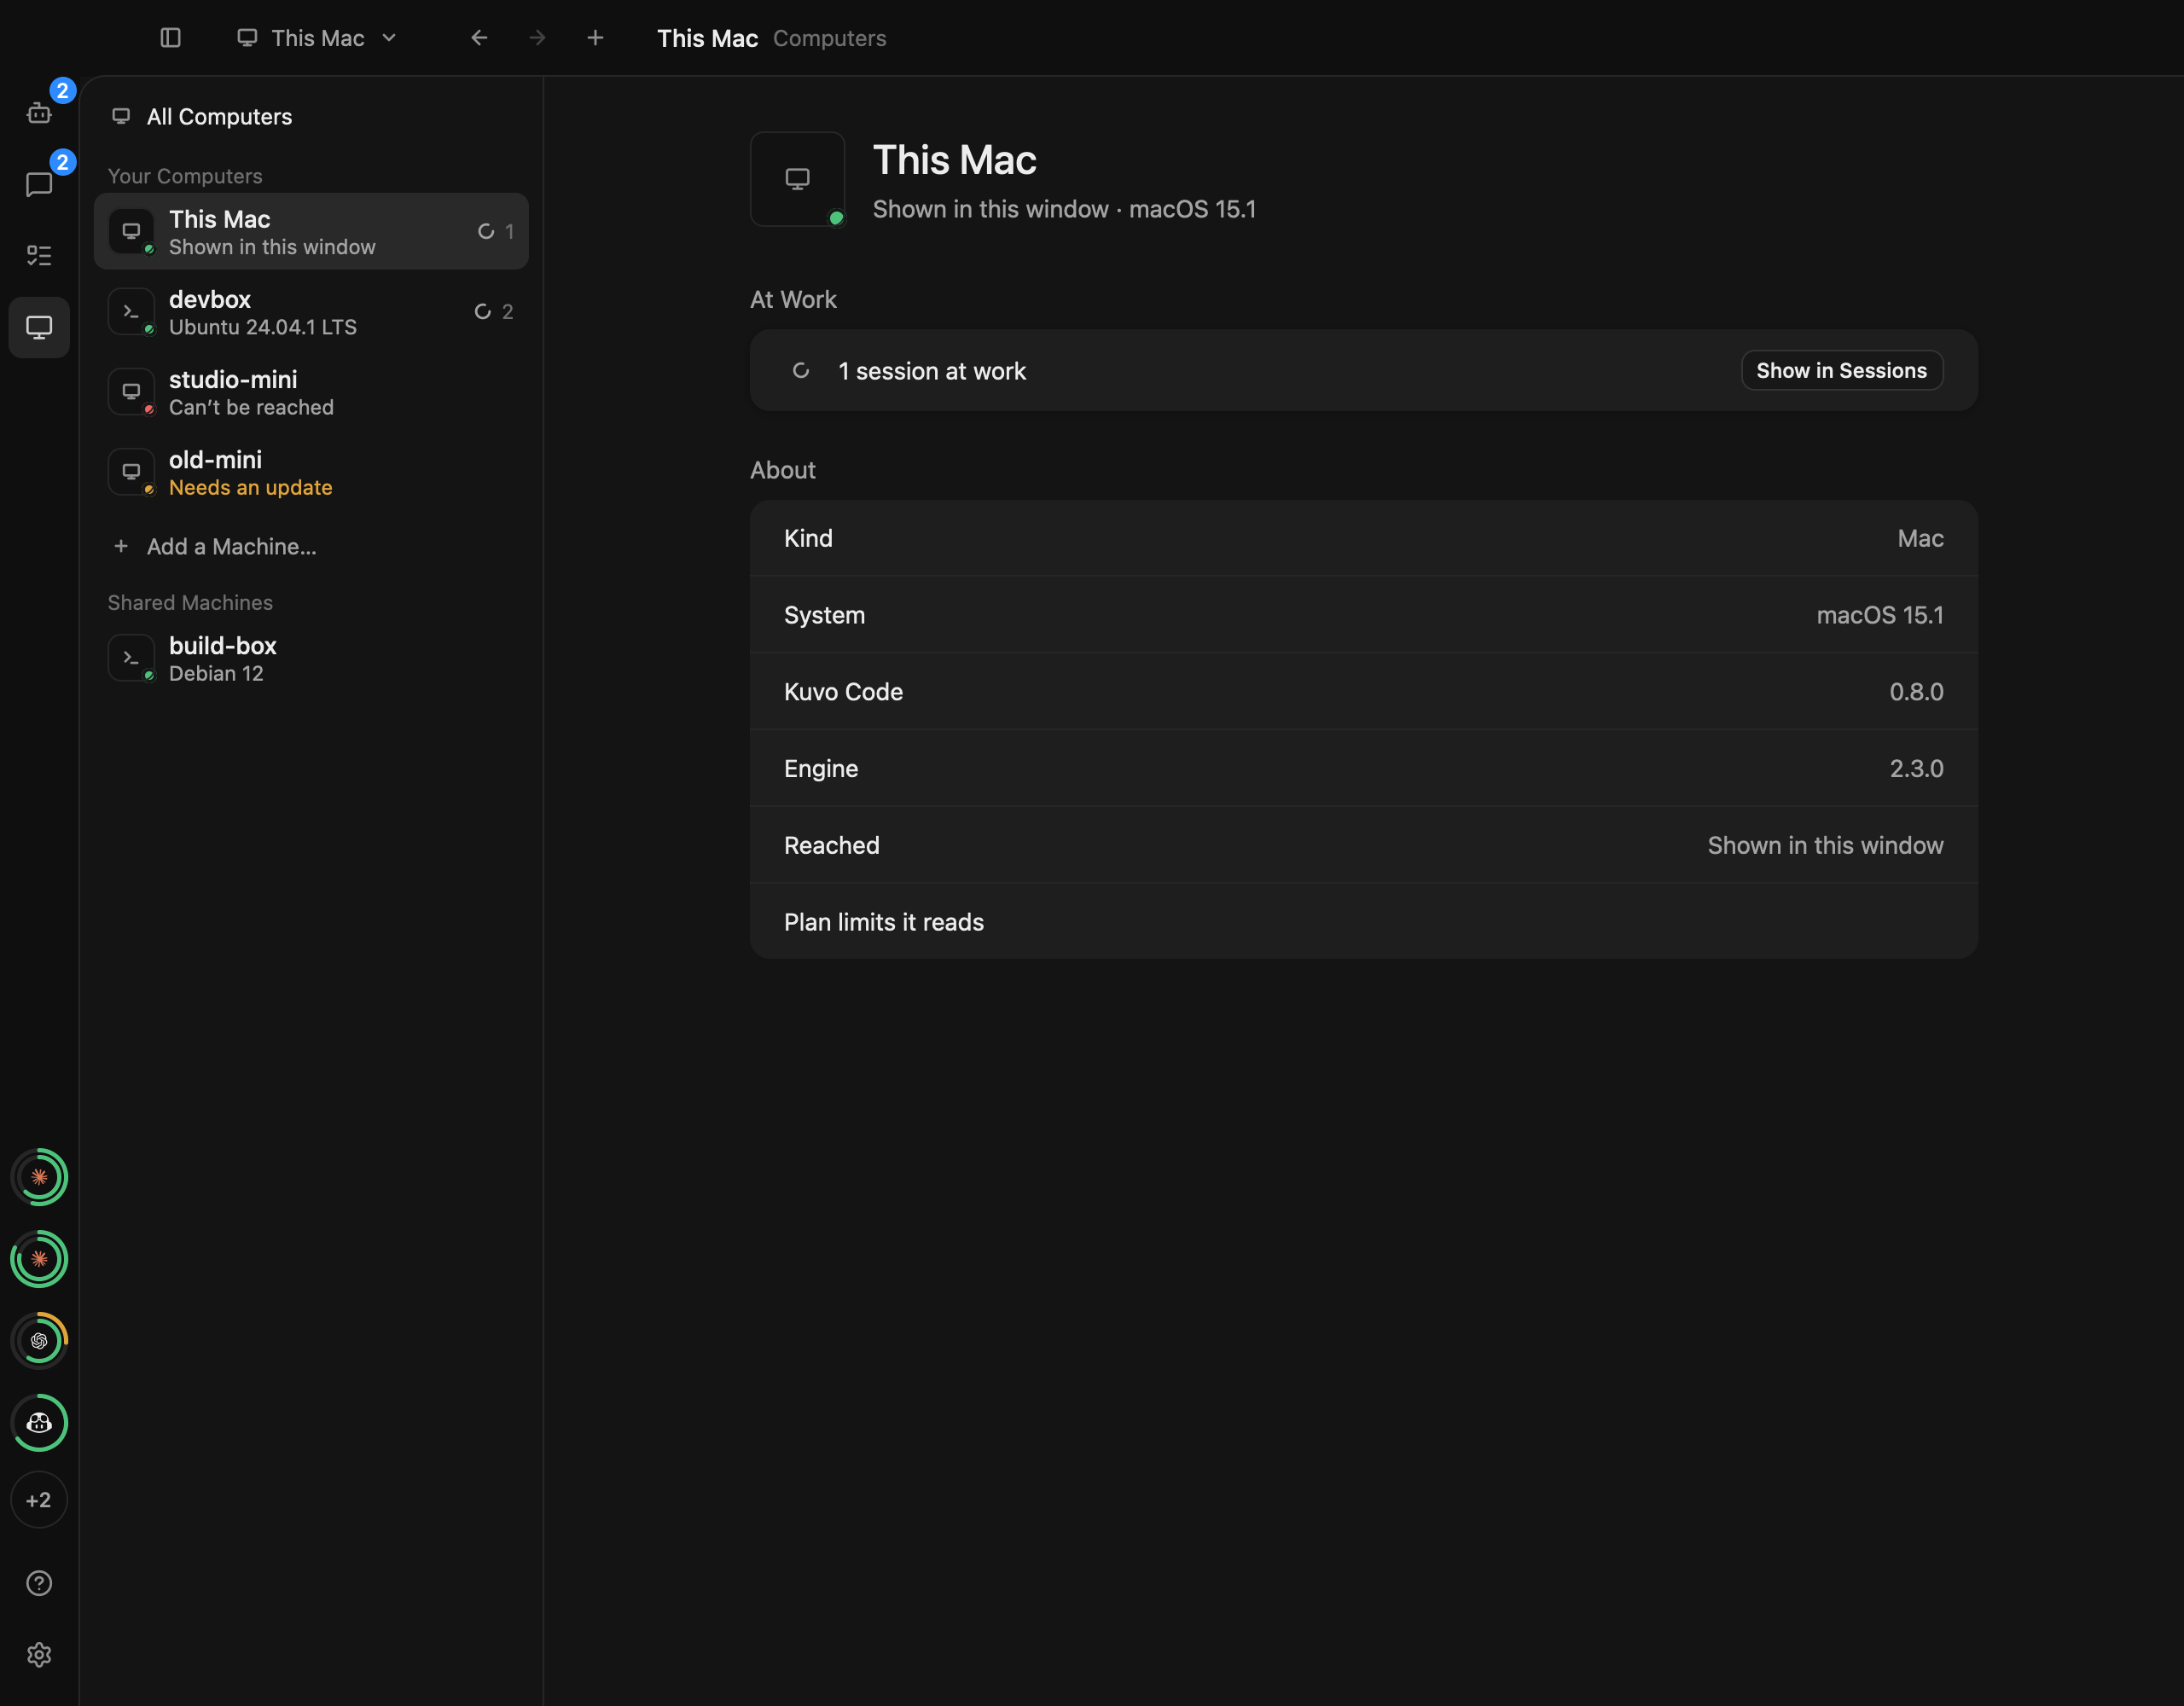 This Mac
This Mac Computers
2
2
All Computers
Your Computers
This Mac
Shown in this window
1
devbox
Ubuntu 24.04.1 LTS
2
studio-mini
Can’t be reached
old-mini
Needs an update
Add a Machine...
Shared Machines
build-box
Debian 12
+2
This Mac
Shown in this window · macOS 15.1
At Work
1 session at work
Show in Sessions
About
Kind Mac
System macOS 15.1
Kuvo Code 0.8.0
Engine 2.3.0
Reached Shown in this window
Plan limits it reads